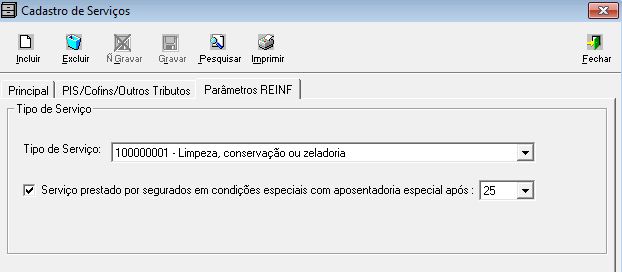 Cadastro de Serviços
Incluir Excluir Ñ Gravar Gravar Pesquisar Imprimir Fechar
Principal PIS/Cofins/Outros Tributos Parâmetros REINF
Tipo de Serviço
Tipo de Serviço: 100000001 - Limpeza, conservação ou zeladoria
Serviço prestado por segurados em condições especiais com aposentadoria especial após : 25